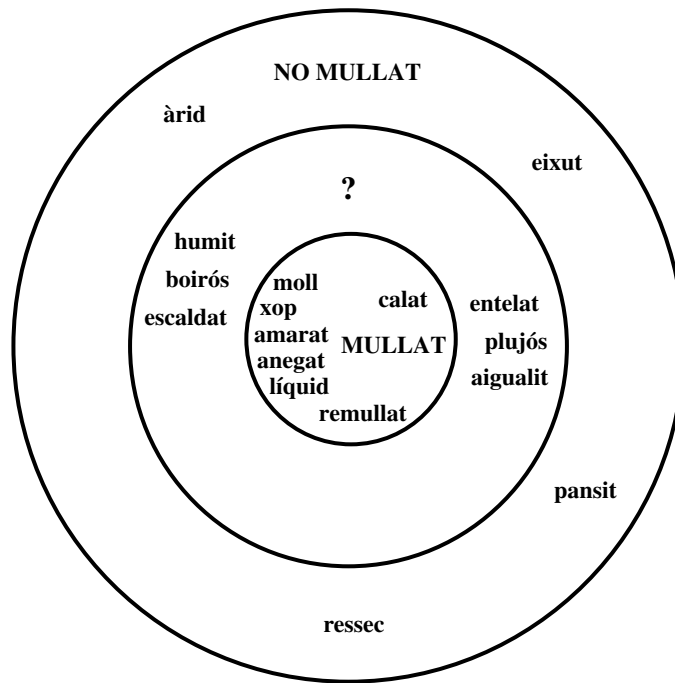 NO MULLAT
àrid
eixut
?
humit
boirós
escaldat
moll
xop
calat
amarat
MULLAT
anegat
líquid
remullat
entelat
plujós
aigualit
pansit
ressec